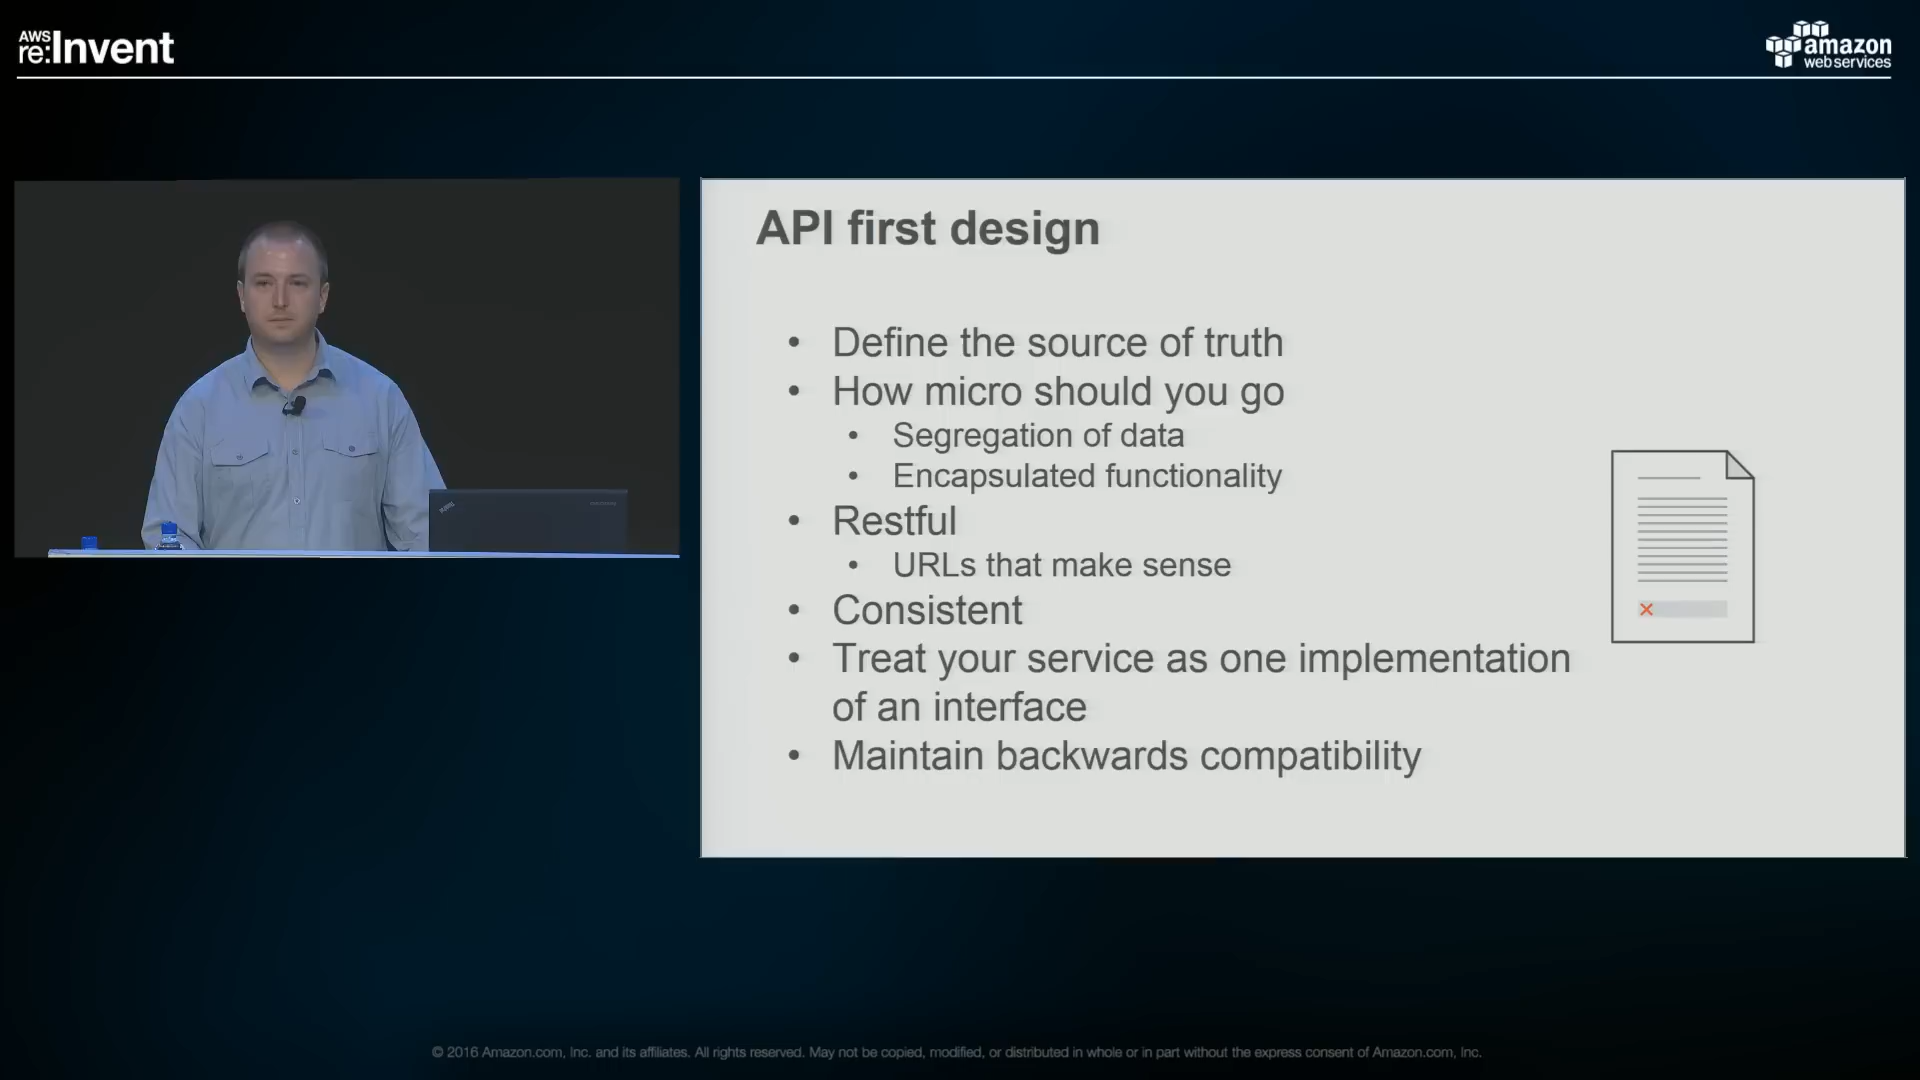 AWS
re:Invent
amazon
web services
API first design
• Define the source of truth
• How micro should you go
• Segregation of data
• Encapsulated functionality
• Restful
• URLs that make sense
• Consistent
• Treat your service as one implementation
of an interface
• Maintain backwards compatibility
© 2016 Amazon.com, Inc. and its affiliates. All rights reserved. May not be copied, modified, or distributed in whole or in part without the express consent of Amazon.com, Inc.